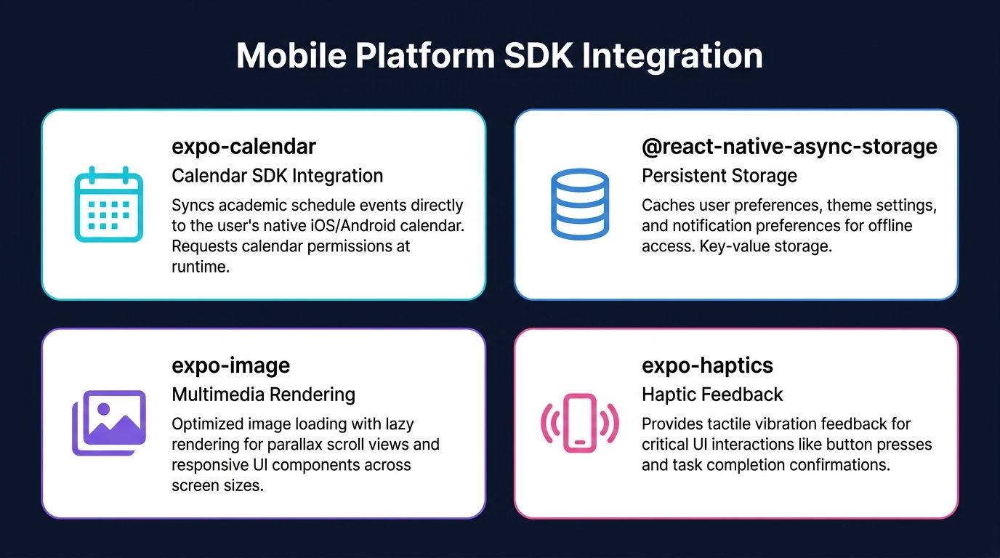 Mobile Platform SDK Integration
expo-calendar
Calendar SDK Integration
Syncs academic schedule events directly
to the user's native iOS/Android calendar.
Requests calendar permissions at
runtime.
@react-native-async-storage
Persistent Storage
Caches user preferences, theme settings,
and notification preferences for offline
access. Key-value storage.
expo-image
Multimedia Rendering
Optimized image loading with lazy
rendering for parallax scroll views and
responsive UI components across
screen sizes.
expo-haptics
Haptic Feedback
Provides tactile vibration feedback for
critical UI interactions like button presses
and task completion confirmations.